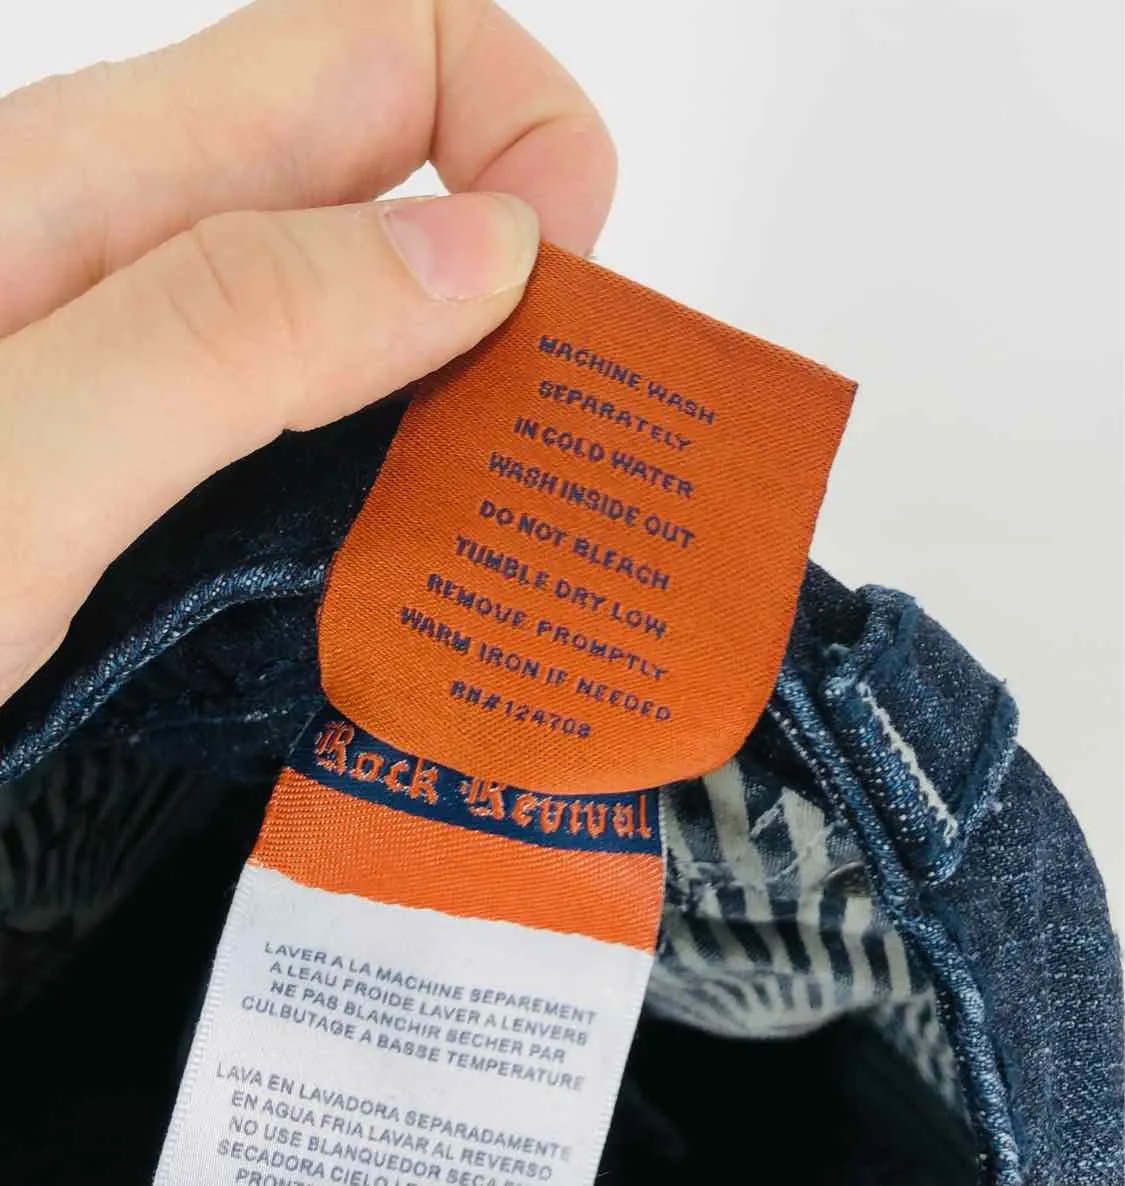 MACHINE WASH
SEPARATELY
IN COLD WATER
WASH INSIDE OUT
DO NOT BLEACH
TUMBLE DRY LOW
REMOVE PROMPTLY
WARM IRON IF NEEDED
RN#124708
Rock Revival
LAVER A LA MACHINE SEPAREMENT
A LEAU FROIDE LAVER A LENVERS
NE PAS BLANCHIR SECHER PAR
CULBUTAGE A BASSE TEMPERATURE
LAVA EN LAVADORA SEPARADAMENTE
EN AGUA FRIA LAVAR AL REVERSO
NO USE BLANQUEDOR SECA EN
SECADORA CIELO